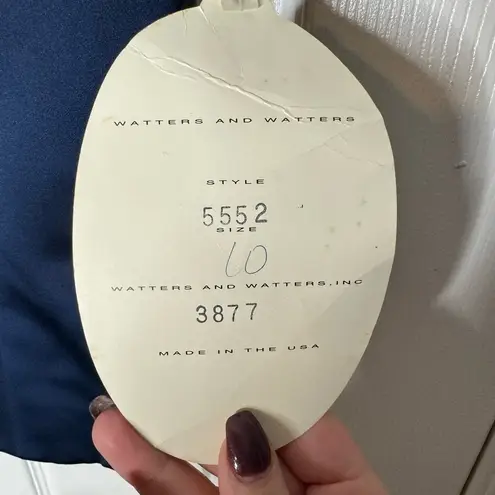 WATTERS AND WATTERS
STYLE
5552
SIZE
10
WATTERS AND WATTERS, INC
3877
MADE IN THE USA